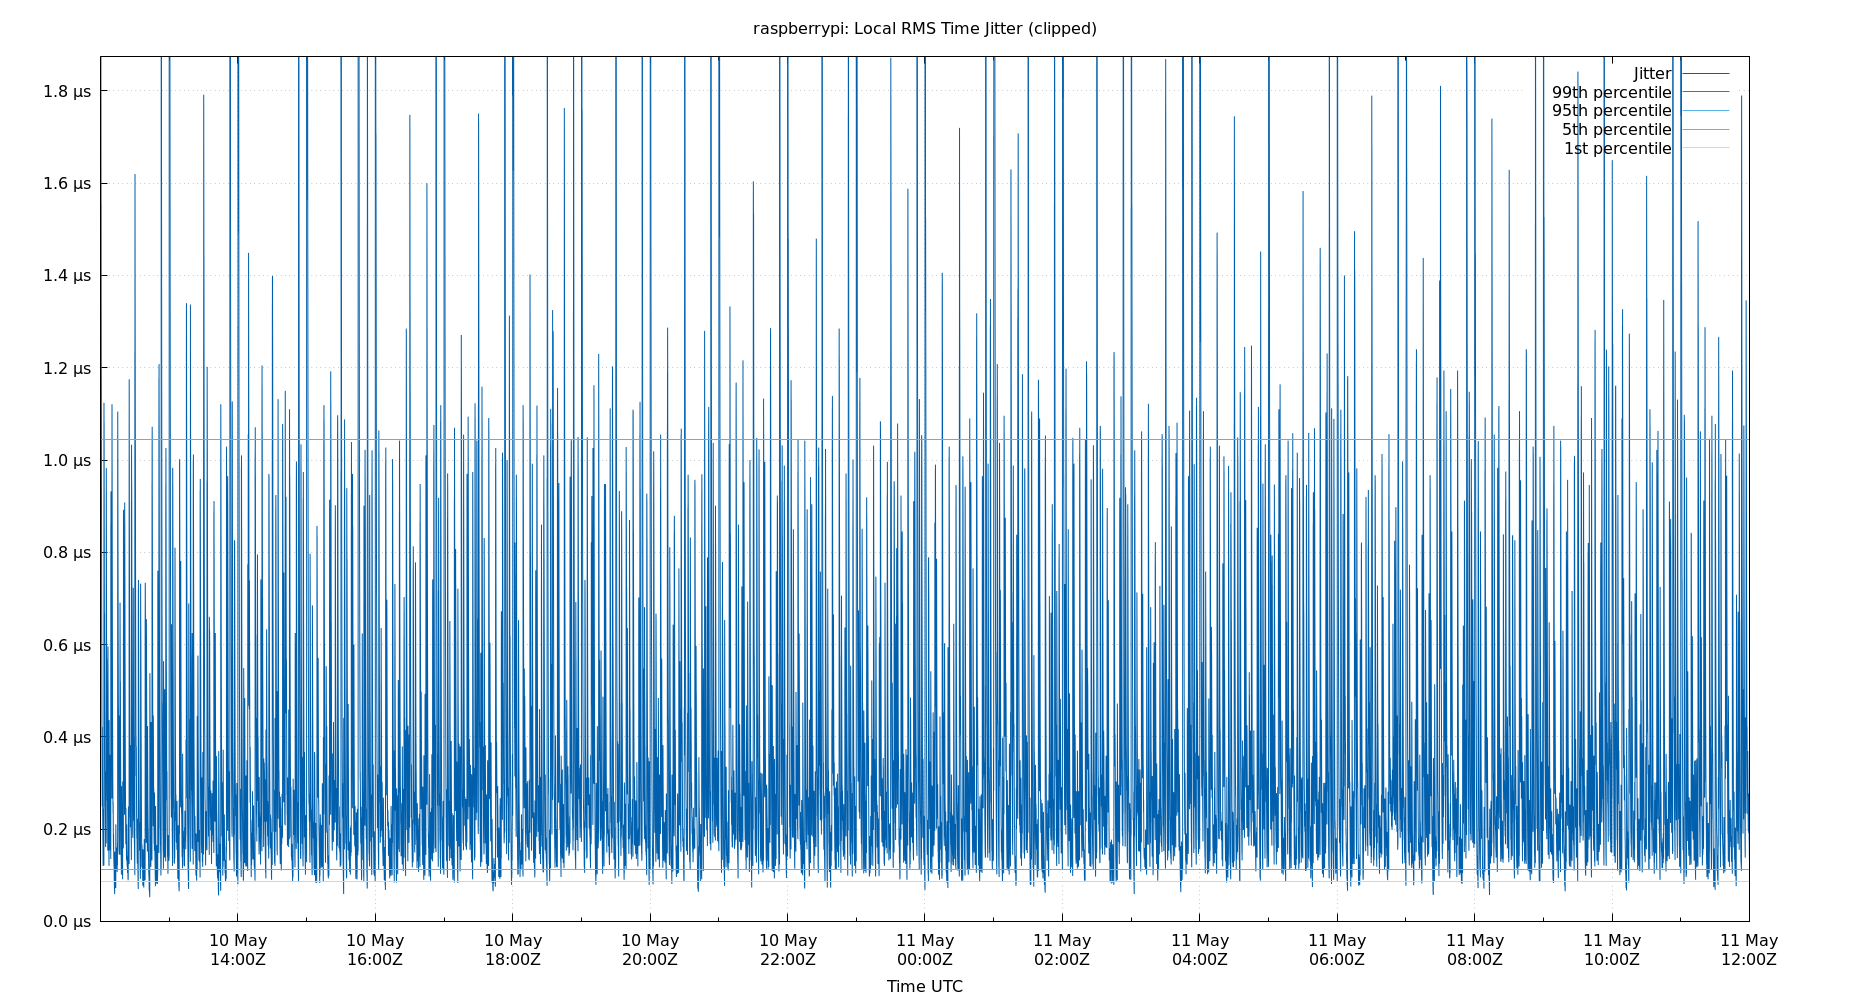 raspberrypi: Local RMS Time Jitter (clipped)
1.8 μs
1.6 μs
1.4 μs
1.2 μs
1.0 μs
0.8 μs
0.6 μs
0.4 μs
0.2 μs
0.0 μs
Jitter
99th percentile
95th percentile
5th percentile
1st percentile
10 May 10 May 10 May 10 May 10 May 11 May 11 May 11 May 11 May 11 May 11 May 11 May
14:00Z 16:00Z 18:00Z 20:00Z 22:00Z 00:00Z 02:00Z 04:00Z 06:00Z 08:00Z 10:00Z 12:00Z
Time UTC